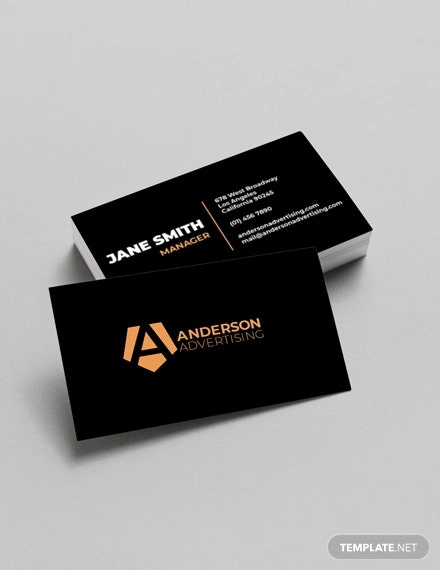 JANE SMITH
MANAGER
678 West Broadway
Los Angeles
California 90245
(01) 456 7890
andersonadvertising.com
mail@andersonadvertising.com
ANDERSON
ADVERTISING
TEMPLATE.NET